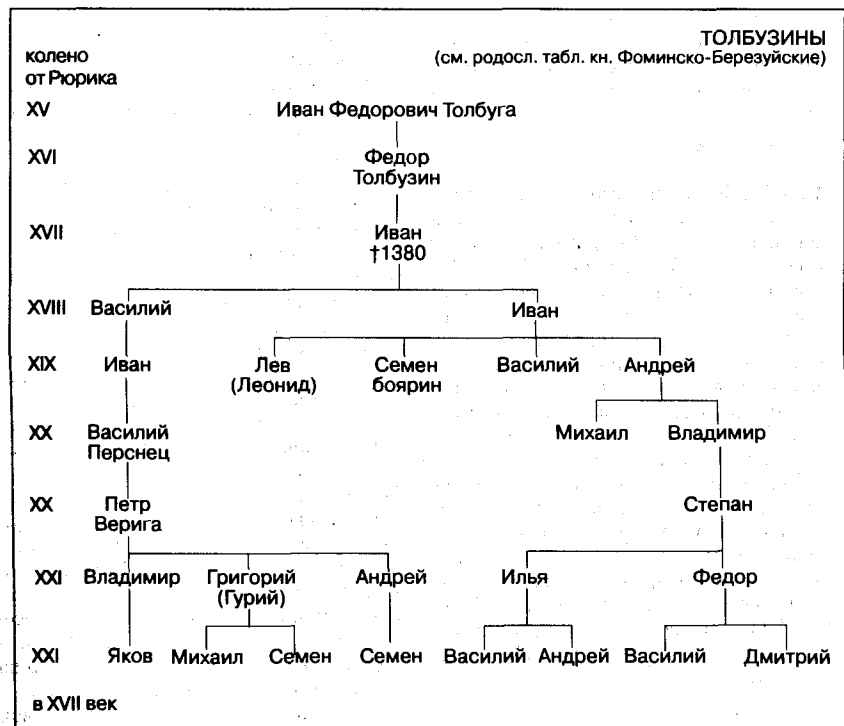 ТОЛБУЗИНЫ
(см. родосл. табл. кн. Фоминско-Березуйские)
колено
от Рюрика
XV Иван Федорович Толбуга
XVI Федор
Толбузин
XVII Иван
†1380
XVIII Василий Иван
XIX Иван Лев Семен Василий Андрей
(Леонид) боярин
XX Василий Михаил Владимир
Перснец
XX Петр Степан
Верига
XXI Владимир Григорий Андрей Илья Федор
(Гурий)
XXI Яков Михаил Семен Семен Василий Андрей Василий Дмитрий
в XVII век